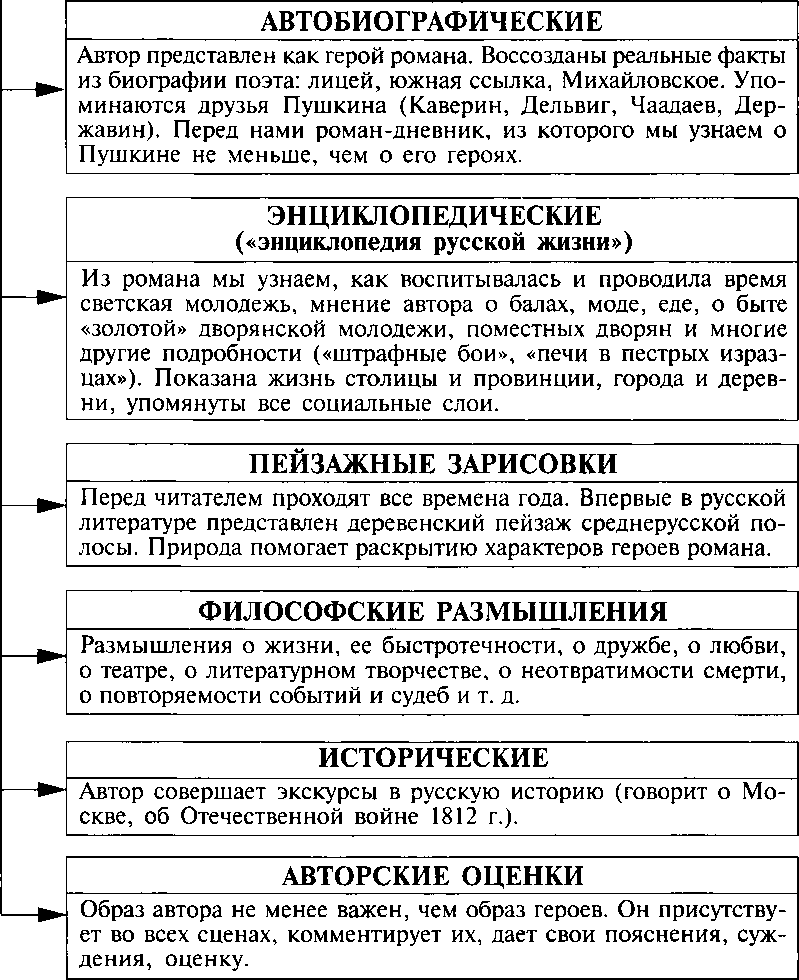 АВТОБИОГРАФИЧЕСКИЕ
Автор представлен как герой романа. Воссозданы реальные факты
из биографии поэта: лицей, южная ссылка, Михайловское. Упо-
минаются друзья Пушкина (Каверин, Дельвиг, Чаадаев, Дер-
жавин). Перед нами роман-дневник, из которого мы узнаем о
Пушкине не меньше, чем о его героях.
ЭНЦИКЛОПЕДИЧЕСКИЕ
(«энциклопедия русской жизни»)
Из романа мы узнаем, как воспитывалась и проводила время
светская молодежь, мнение автора о балах, моде, еде, о быте
«золотой» дворянской молодежи, поместных дворян и многие
другие подробности («штрафные бои», «печи в пестрых израз-
цах»). Показана жизнь столицы и провинции, города и дерев-
ни, упомянуты все социальные слои.
ПЕЙЗАЖНЫЕ ЗАРИСОВКИ
Перед читателем проходят все времена года. Впервые в русской
литературе представлен деревенский пейзаж среднерусской по-
лосы. Природа помогает раскрытию характеров героев романа.
ФИЛОСОФСКИЕ РАЗМЫШЛЕНИЯ
Размышления о жизни, ее быстротечности, о дружбе, о любви,
о театре, о литературном творчестве, о неотвратимости смерти,
о повторяемости событий и судеб и т. д.
ИСТОРИЧЕСКИЕ
Автор совершает экскурсы в русскую историю (говорит о Мо-
скве, об Отечественной войне 1812 г.).
АВТОРСКИЕ ОЦЕНКИ
Образ автора не менее важен, чем образ героев. Он присутству-
ет во всех сценах, комментирует их, дает свои пояснения, суж-
дения, оценку.